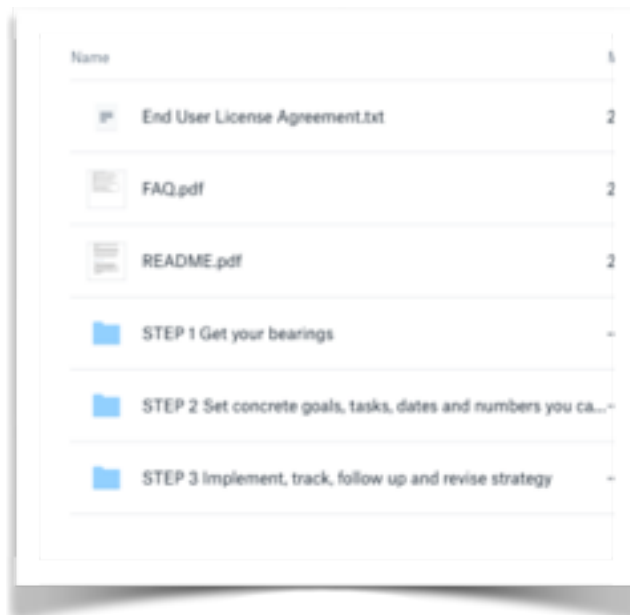 Name
End User License Agreement.txt
FAQ.pdf
README.pdf
STEP 1 Get your bearings
STEP 2 Set concrete goals, tasks, dates and numbers you ca...
STEP 3 Implement, track, follow up and revise strategy